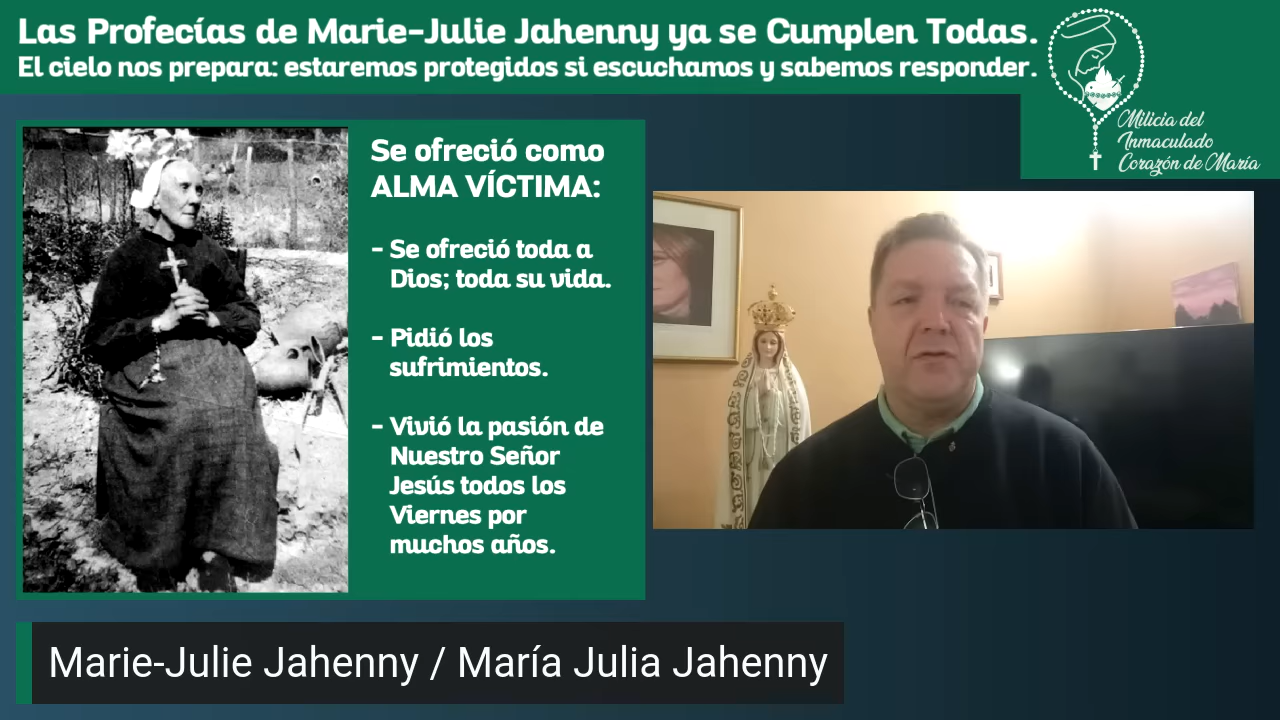 Las Profecías de Marie-Julie Jahenny ya se Cumplen Todas.
El cielo nos prepara: estaremos protegidos si escuchamos y sabemos responder.
Milicia del
Inmaculado
Corazón de María
Se ofreció como
ALMA VÍCTIMA:
- Se ofreció toda a
Dios; toda su vida.
- Pidió los
sufrimientos.
- Vivió la pasión de
Nuestro Señor
Jesús todos los
Viernes por
muchos años.
Marie-Julie Jahenny / María Julia Jahenny